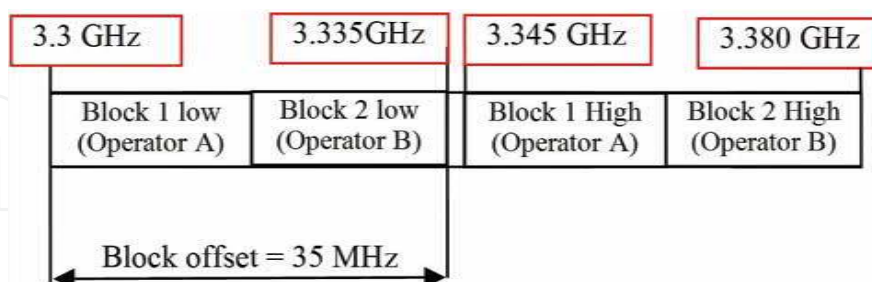 3.3 GHz
3.335GHz
3.345 GHz
3.380 GHz
Block 1 low
(Operator A)
Block 2 low
(Operator B)
Block 1 High
(Operator A)
Block 2 High
(Operator B)
Block offset = 35 MHz